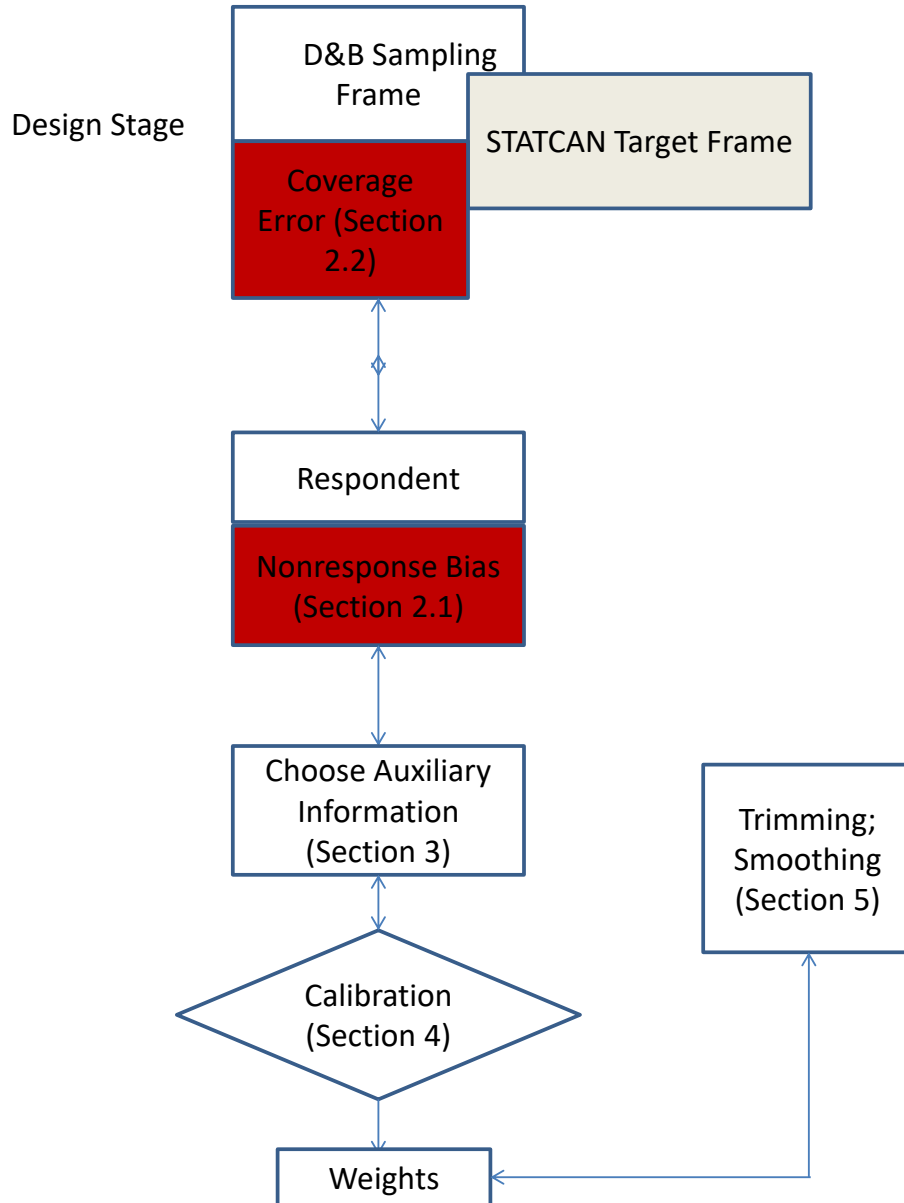 D&B Sampling
Frame
Design Stage
STATCAN Target Frame
Coverage
Error (Section
2.2)
Respondent
Nonresponse Bias
(Section 2.1)
Choose Auxiliary
Information
(Section 3)
Trimming;
Smoothing
(Section 5)
Calibration
(Section 4)
Weights